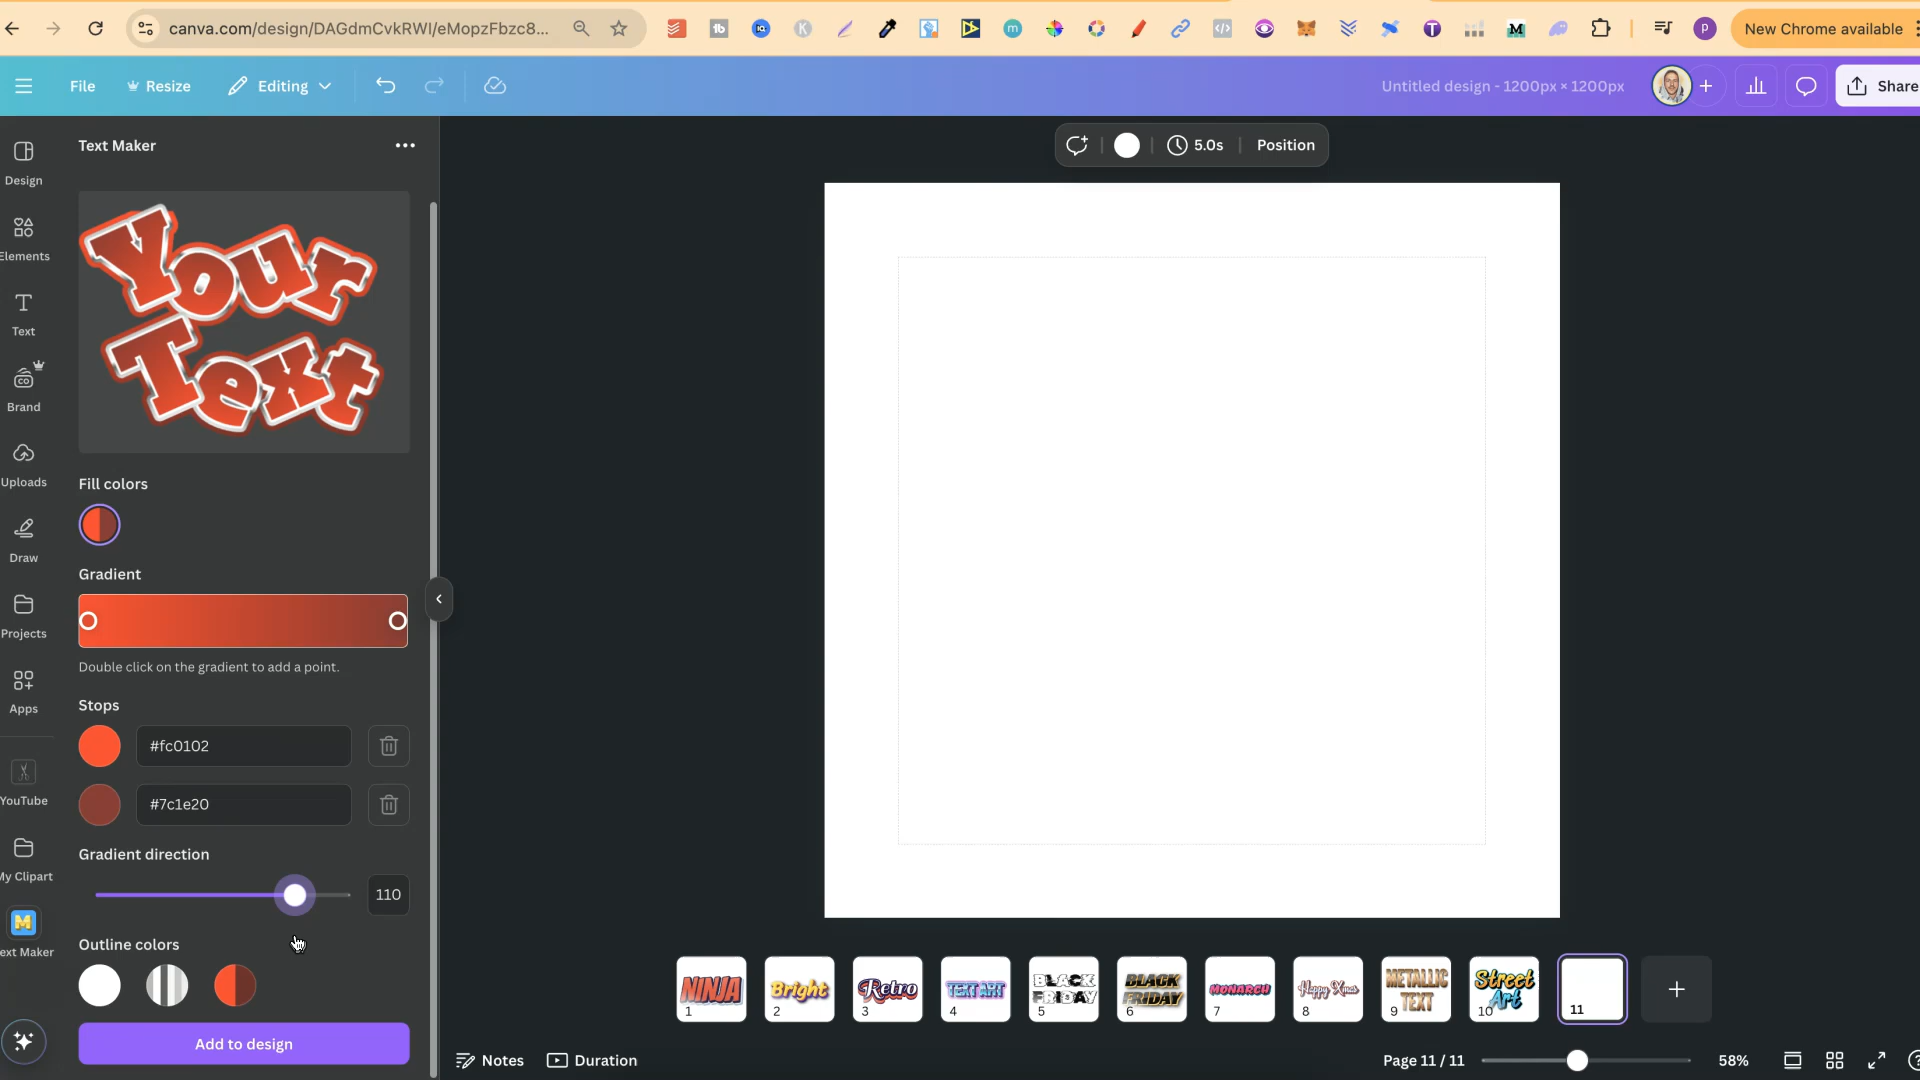 canva.com/design/DAGdmCvkRWI/eMopzFbzc8...
New Chrome available
File
Resize
Editing
Untitled design - 1200px × 1200px
Share
Design
Elements
Text
Brand
Uploads
Draw
Projects
Apps
YouTube
My Clipart
ext Maker
Text Maker
Your
Text
Fill colors
Gradient
Double click on the gradient to add a point.
Stops
#fc0102
#7c1e20
Gradient direction
110
Outline colors
Add to design
5.0s
Position
NINJA
1
Bright
2
Retro
3
TEXT ART
4
BLACK
FRIDAY
5
BLACK
FRIDAY
6
MONARCH
7
Happy Xmas
8
METALLIC
TEXT
9
Street
Art
10
11
Notes
Duration
Page 11 / 11
58%